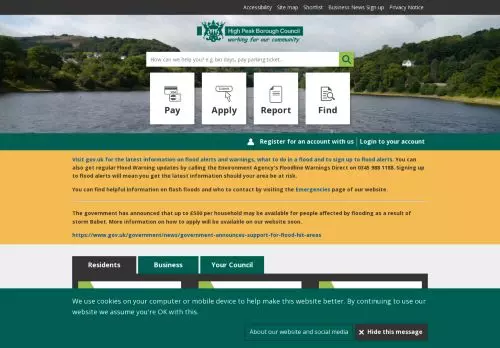 Accessibility Site map Shortlist Business News Sign up Privacy Notice
High Peak Borough Council
working for our community
How can we help you? e.g. bin days, pay parking ticket...
Pay
Apply
Report
Find
Register for an account with us Login to your account
Visit gov.uk for the latest information on flood alerts and warnings, what to do in a flood and to sign up to flood alerts. You can
also get regular Flood Warning updates by calling the Environment Agency's Floodline Warnings Direct on 0345 988 1188. Signing
up to flood alerts will mean you get the latest information should your area be at risk.
You can find helpful information on flash floods and who to contact by visiting the Emergencies page of our website.
The government has announced that up to £500 per household may be available for people affected by flooding as a result of
storm Babet. More information on how to apply will be available on our website soon.
https://www.gov.uk/government/news/government-announces-support-for-flood-hit-areas
Residents Business Your Council
We use cookies on your computer or mobile device to help make this website better. By continuing to use our
website we assume you're OK with this.
About our website and social media × Hide this message